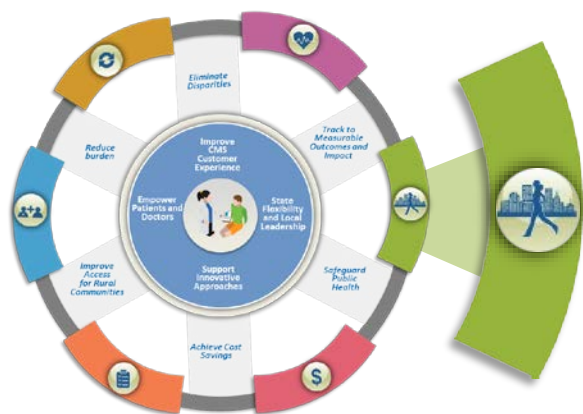 Eliminate
Disparities
Reduce
burden
Track to
Measurable
Outcomes and
Impact
Improve
CMS
Customer
Experience
Empower
Patients and
Doctors
State
Flexibility
and Local
Leadership
Support
Innovative
Approaches
Improve
Access
for Rural
Communities
Safeguard
Public
Health
Achieve Cost
Savings
$